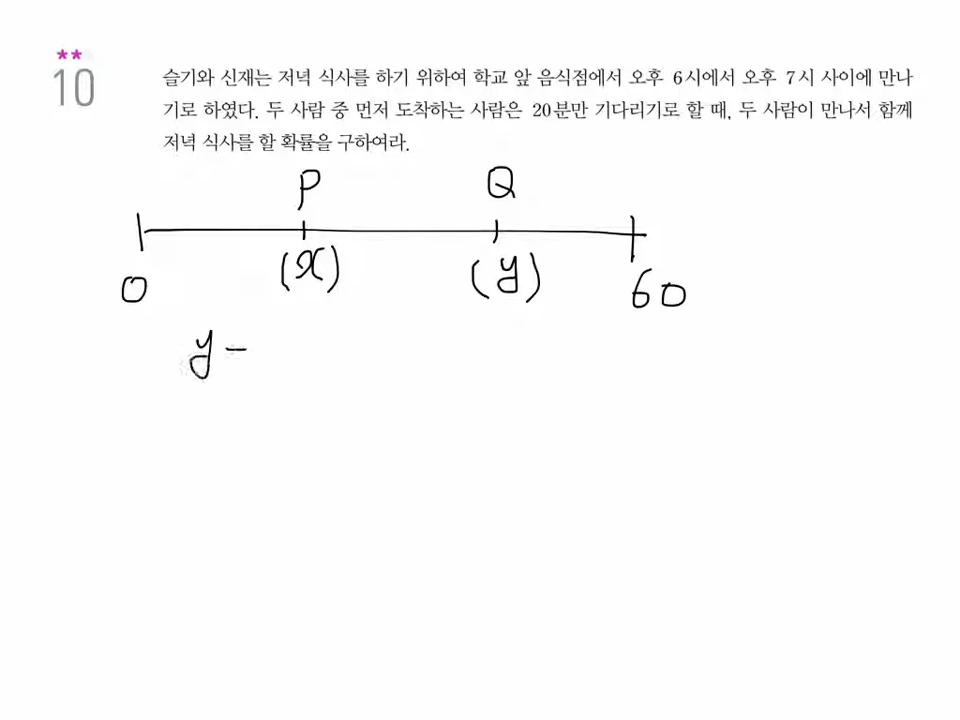 **
10
슬기와 신재는 저녁 식사를 하기 위하여 학교 앞 음식점에서 오후 6시에서 오후 7시 사이에 만나
기로 하였다. 두 사람 중 먼저 도착하는 사람은 20분만 기다리기로 할 때, 두 사람이 만나서 함께
저녁 식사를 할 확률을 구하여라.
P Q
0 (x) (y) 60
y -